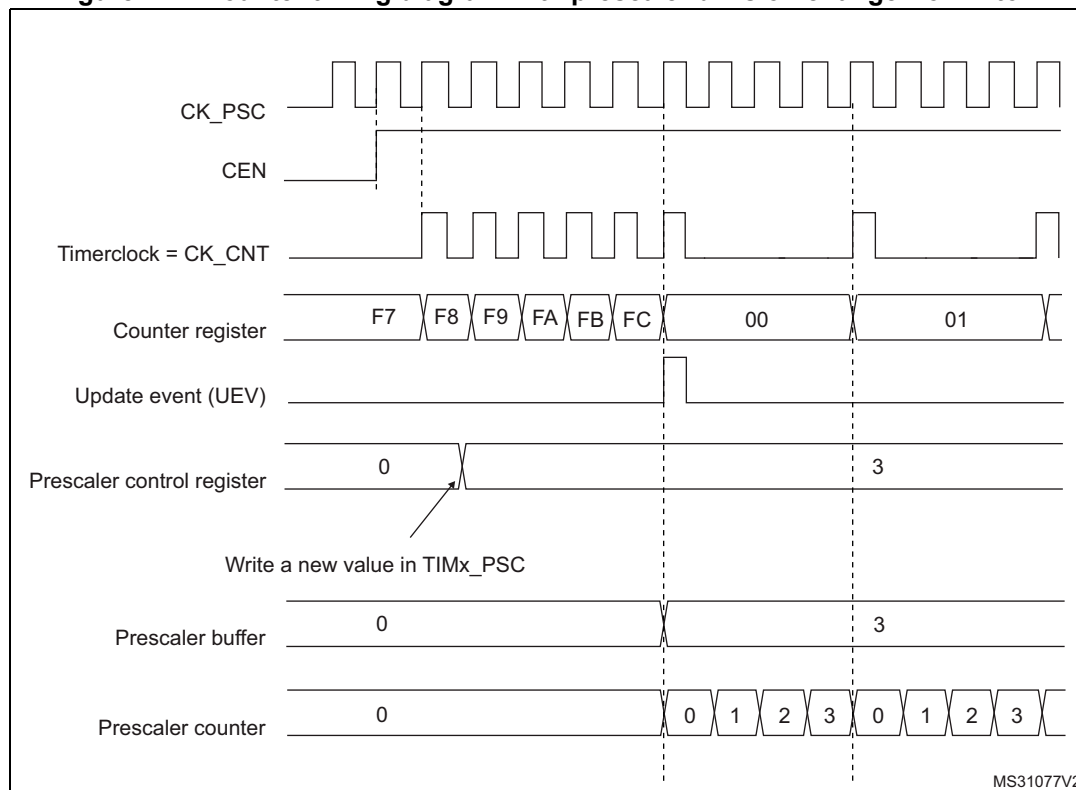 CK_PSC
CEN
Timerclock = CK_CNT
Counter register F7 F8 F9 FA FB FC 00 01
Update event (UEV)
Prescaler control register 0 3
Write a new value in TIMx_PSC
Prescaler buffer 0 3
Prescaler counter 0 0 1 2 3 0 1 2 3
MS31077V2